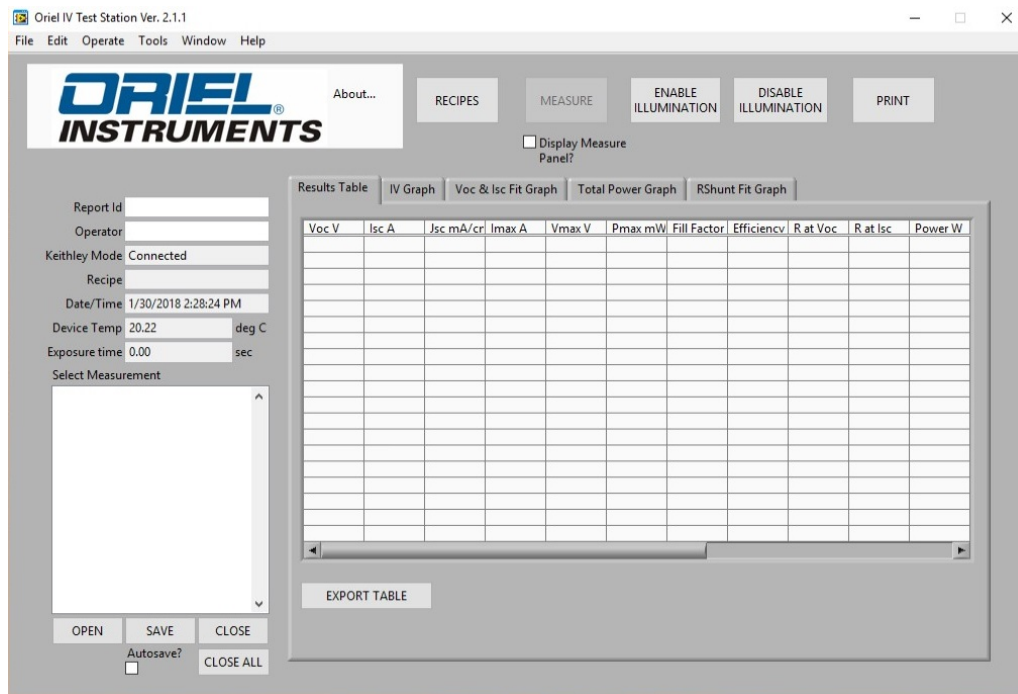 Oriel IV Test Station Ver. 2.1.1
File Edit Operate Tools Window Help
ORIEL®
INSTRUMENTS
About...
RECIPES
MEASURE
ENABLE
ILLUMINATION
DISABLE
ILLUMINATION
PRINT
Display Measure
Panel?
Results Table IV Graph Voc & Isc Fit Graph Total Power Graph RShunt Fit Graph
Report Id
Operator
Keithley Mode Connected
Recipe
Date/Time 1/30/2018 2:28:24 PM
Device Temp 20.22 deg C
Exposure time 0.00 sec
Select Measurement
Voc V Isc A Jsc mA/cr Imax A Vmax V Pmax mW Fill Factor Efficiency R at Voc R at Isc Power W
EXPORT TABLE
OPEN SAVE CLOSE
Autosave?
CLOSE ALL